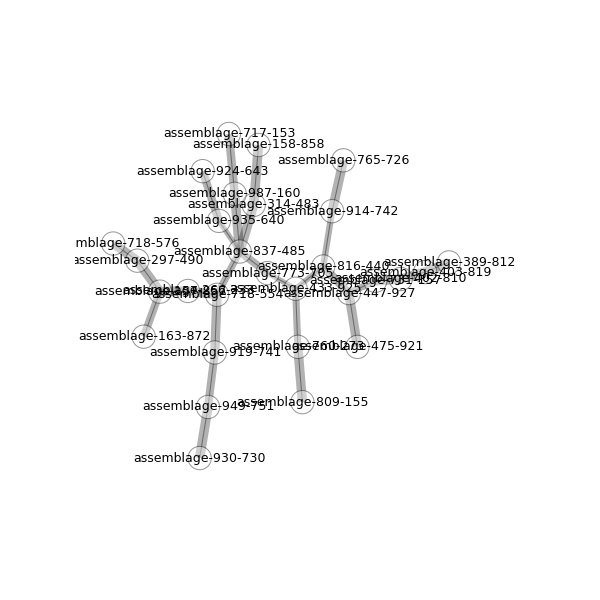 assemblage-717-153
assemblage-158-858
assemblage-765-726
assemblage-924-643
assemblage-987-160
assemblage-314-483
assemblage-914-742
assemblage-935-640
mblage-718-576
assemblage-837-485
assemblage-297-490
assemblage-389-812
assemblage-816-440
assemblage-773-705
assemblage-403-819
assemblage-718-554
assemblage-433-925
assemblage-447-927
assemblage-163-872
assemblage-919-741
assemblage-760-273
assemblage-475-921
assemblage-809-155
assemblage-949-751
assemblage-930-730